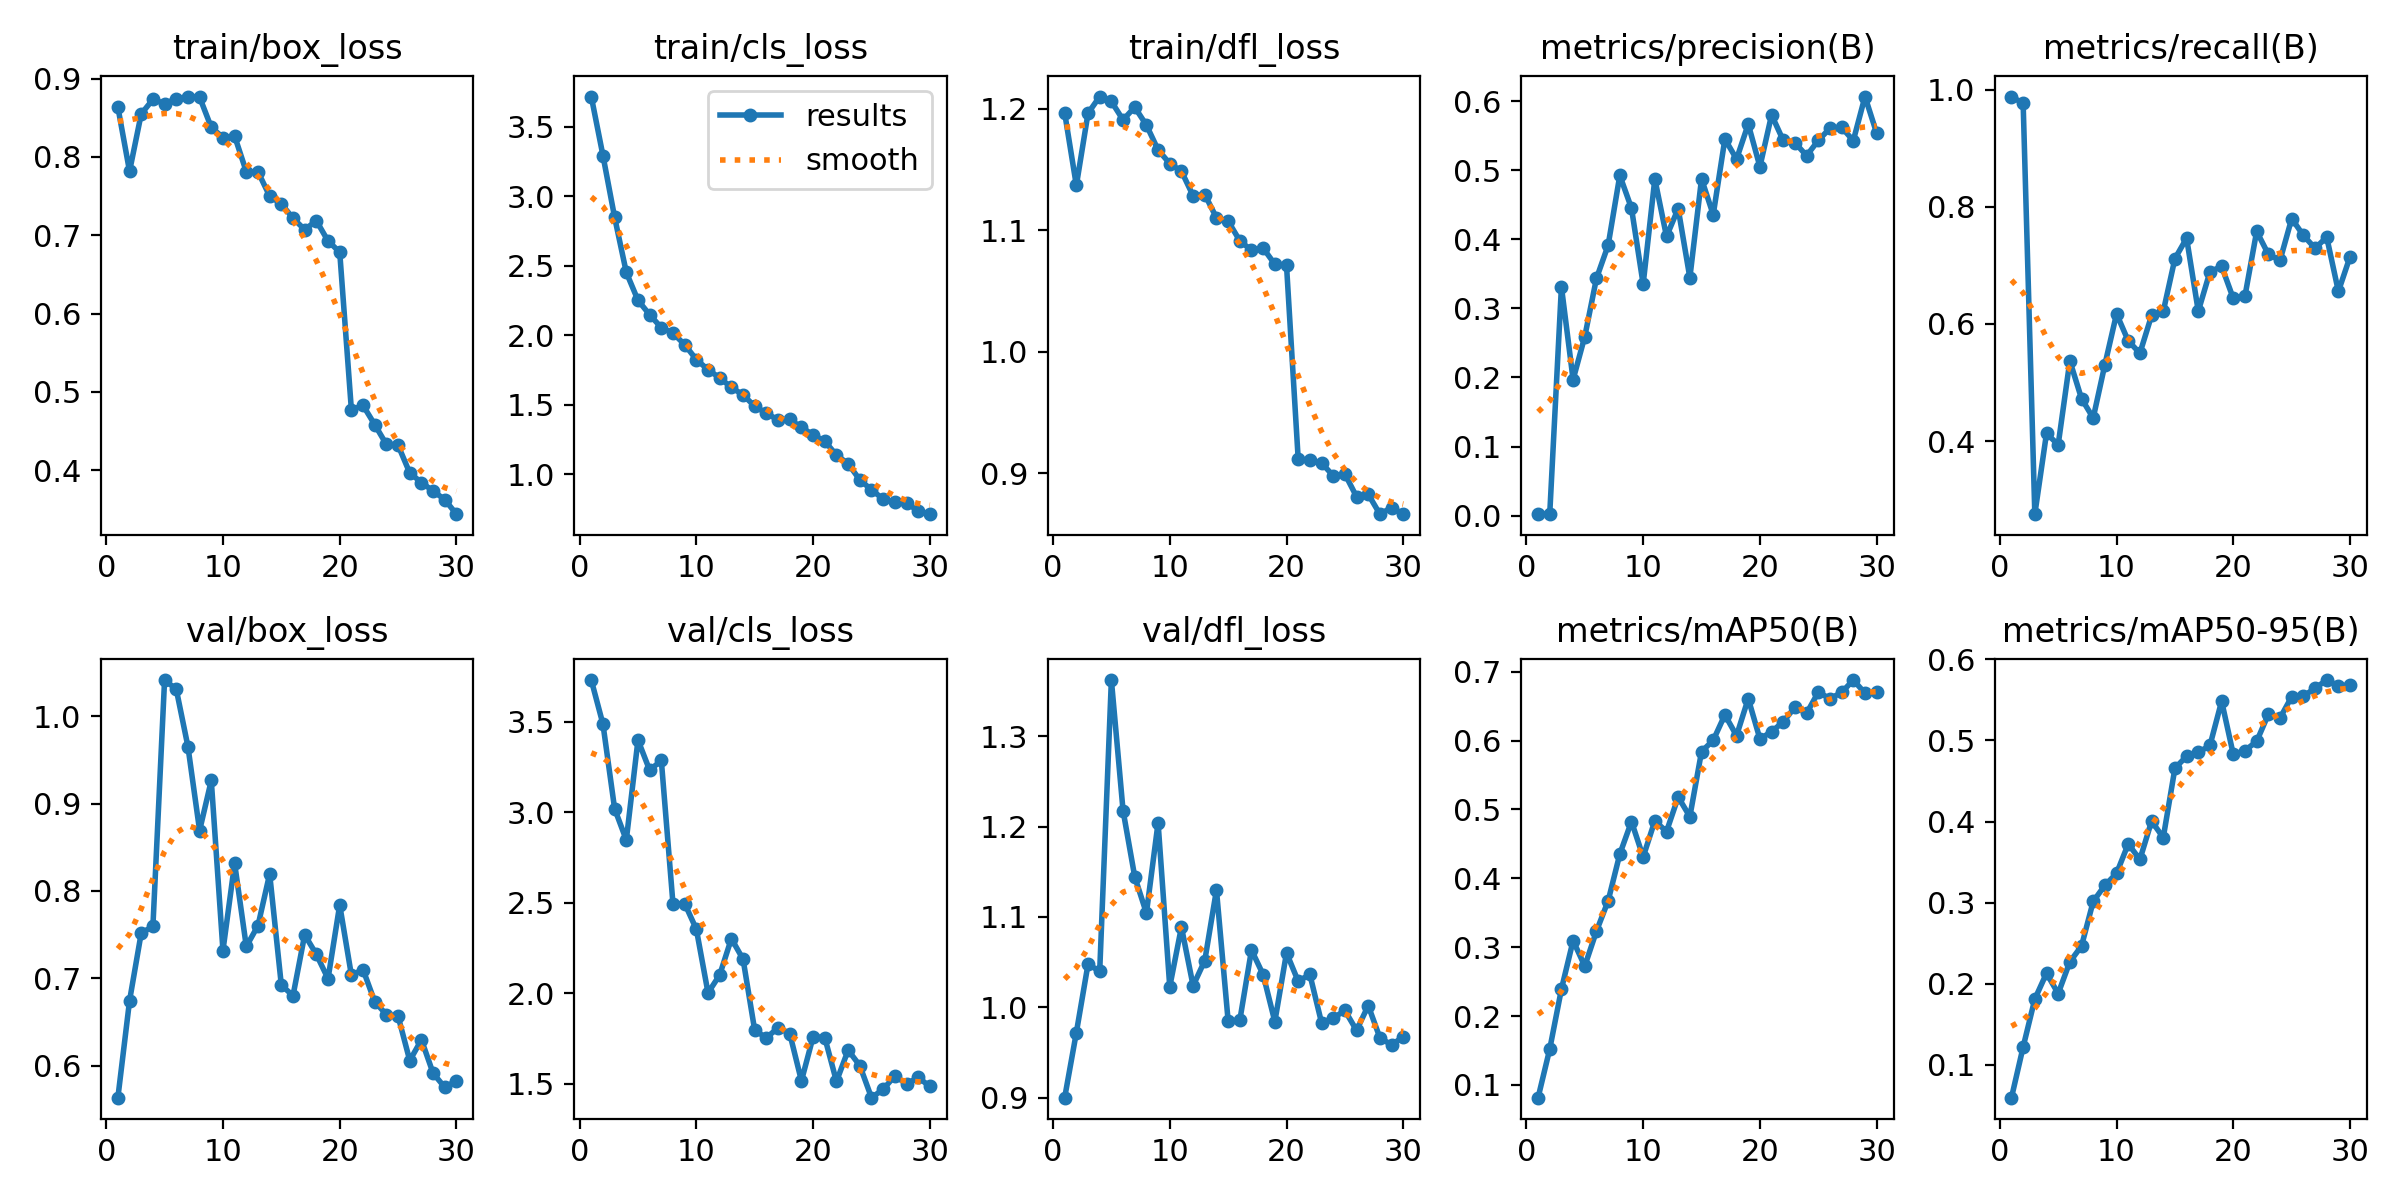 train/box_loss
0.9
0.8
0.7
0.6
0.5
0.4
0 10 20 30
train/cls_loss
results
smooth
3.5
3.0
2.5
2.0
1.5
1.0
0 10 20 30
train/dfl_loss
1.2
1.1
1.0
0.9
0 10 20 30
metrics/precision(B)
0.6
0.5
0.4
0.3
0.2
0.1
0.0
0 10 20 30
metrics/recall(B)
1.0
0.8
0.6
0.4
0 10 20 30
val/box_loss
1.0
0.9
0.8
0.7
0.6
0 10 20 30
val/cls_loss
3.5
3.0
2.5
2.0
1.5
0 10 20 30
val/dfl_loss
1.3
1.2
1.1
1.0
0.9
0 10 20 30
metrics/mAP50(B)
0.7
0.6
0.5
0.4
0.3
0.2
0.1
0 10 20 30
metrics/mAP50-95(B)
0.6
0.5
0.4
0.3
0.2
0.1
0 10 20 30